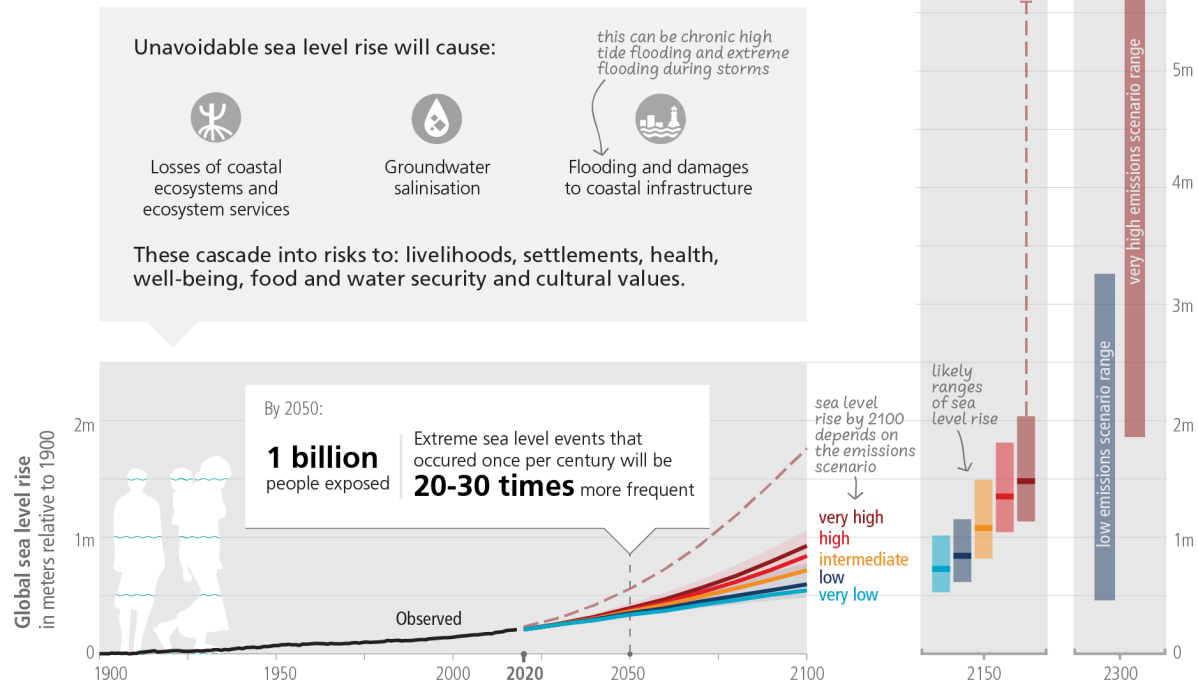 Unavoidable sea level rise will cause:
this can be chronic high
tide flooding and extreme
flooding during storms
Losses of coastal
ecosystems and
ecosystem services
Groundwater
salinisation
Flooding and damages
to coastal infrastructure
These cascade into risks to: livelihoods, settlements, health,
well-being, food and water security and cultural values.
Global sea level rise
in meters relative to 1900
2m
1m
0
By 2050:
1 billion
people exposed
Extreme sea level events that
occured once per century will be
20-30 times more frequent
Observed
sea level
rise by 2100
depends on
the emissions
scenario
very high
high
intermediate
low
very low
1900
1950
2000
2020
2050
2100
likely
ranges
of sea
level rise
2150
low emissions scenario range
very high emissions scenario range
2300
5m
4m
3m
2m
1m
0